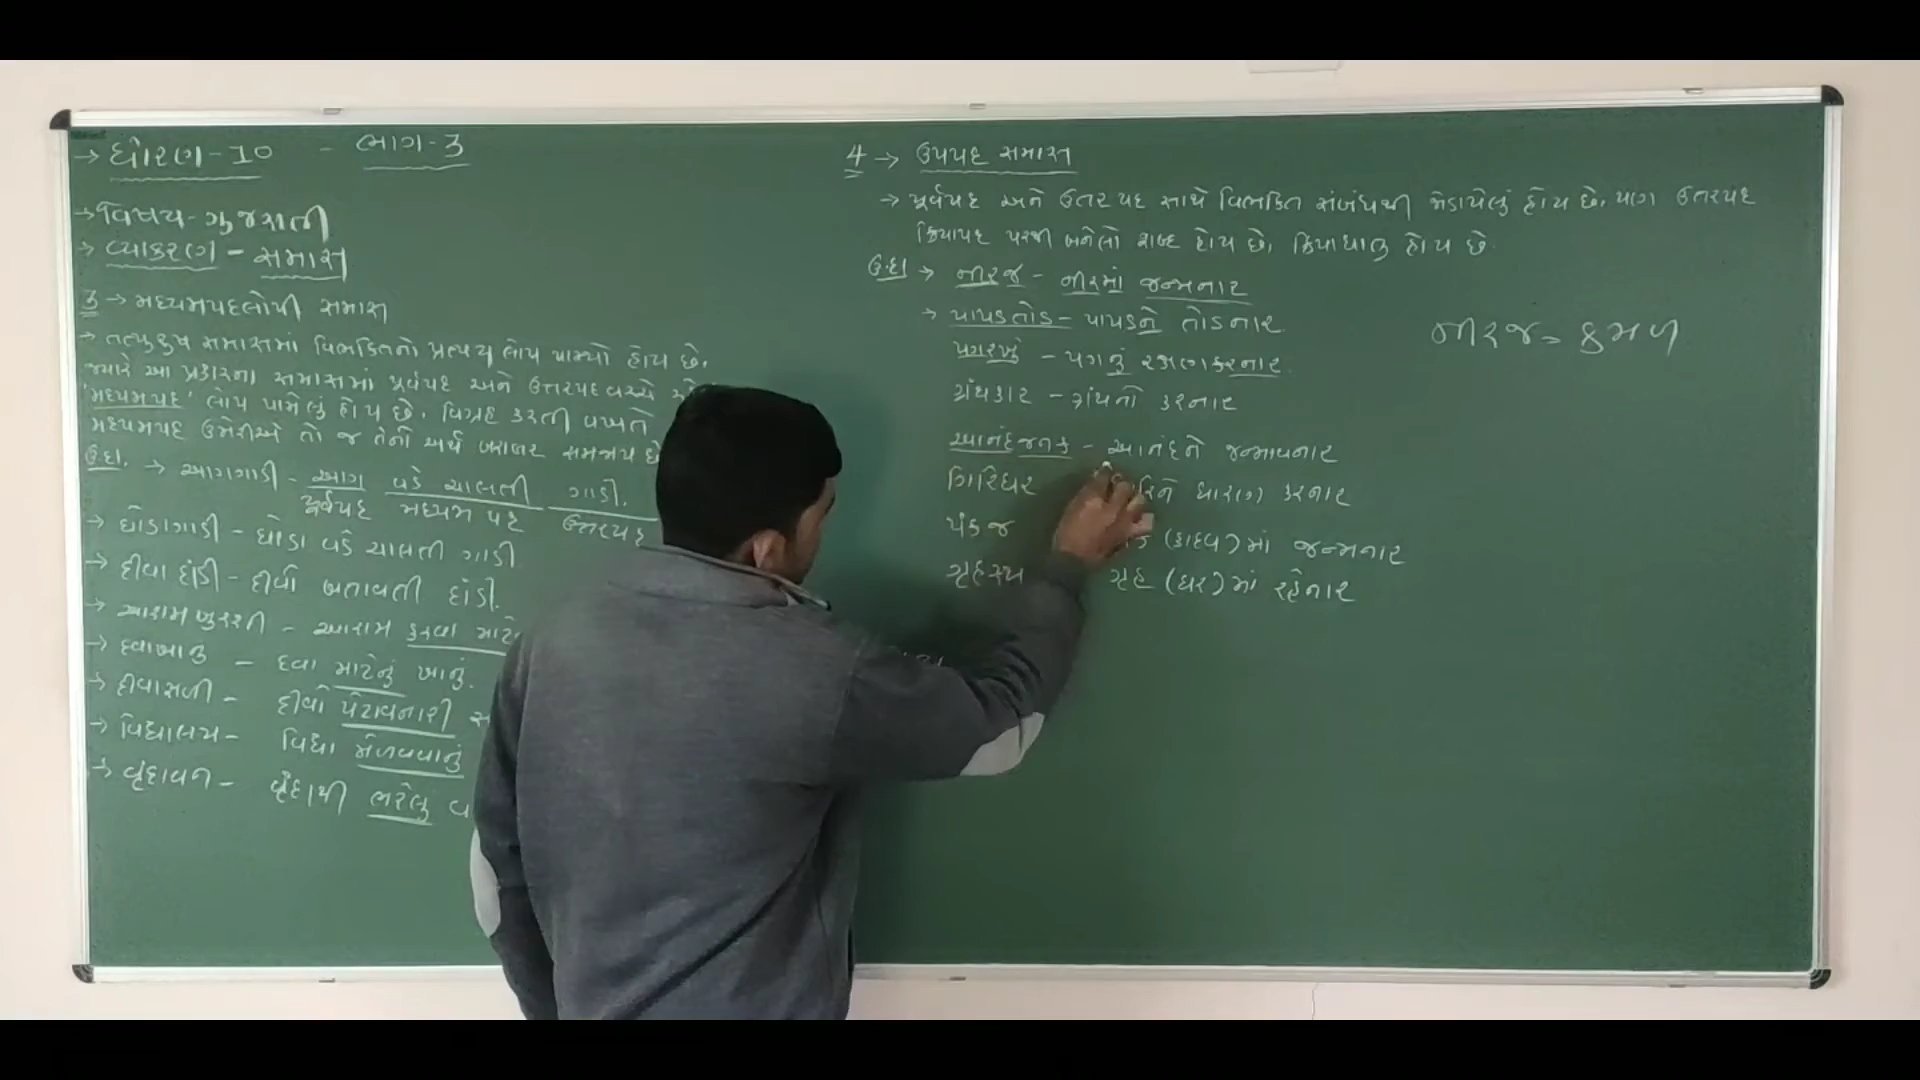 → ધોરણ-10 - ભાગ-3
→ વિષય-ગુજરાતી
→ વ્યાકરણ - સમાસ
3 → મધ્યમપદલોપી સમાસ
→ તત્પુરુષ સમાસમાં વિભક્તિનો પ્રત્યય લોપ પામ્યો હોય છે.
જ્યારે આ પ્રકારના સમાસમાં પૂર્વપદ અને ઉત્તરપદ વચ્ચે
'મધ્યમપદ' લોપ પામેલું હોય છે. વિગ્રહ કરતી વખતે
મધ્યમપદ ઉમેરીએ તો જ તેનો અર્થ બરાબર સમજાય છે
ઉદા. → આગગાડી - આગ વડે ચાલતી ગાડી.
પૂર્વપદ મધ્યમ પદ ઉત્તરપદ
→ ઘોડાગાડી - ઘોડા વડે ચાલતી ગાડી
→ દીવાદાંડી - દીવો બતાવતી દાંડી.
→ આરામખુરશી - આરામ કરવા માટે
→ દવાખાનુ - દવા માટેનું ખાનું.
→ દીવાસળી - દીવો પેટાવનારી
→ વિદ્યાલય - વિદ્યા મેળવવાનું
→ વૃંદાવન - વૃંદાથી ભરેલું
4 → ઉપપદ સમાસ
→ પૂર્વપદ અને ઉતરપદ સાથે વિભક્તિ સંબંધથી જોડાયેલું હોય છે. પણ ઉતરપદ
ક્રિયાપદ પરથી બનેલો શબ્દ હોય છે, ક્રિયાધાતુ હોય છે.
ઉ.દા → નીરજ - નીરમાં જન્મનાર
→ પાપડતોડ - પાપડને તોડનાર
પગરખું - પગનું રક્ષણ કરનાર
ગ્રંથકાર - ગ્રંથનો કરનાર
આનંદજનક - આનંદને જન્માવનાર
ગિરિધર ધારણ કરનાર
પંકજ (કાદવ)માં જન્મનાર
ગૃહસ્થ ગૃહ (ઘર)માં રહેનાર
નીરજ = કમળ